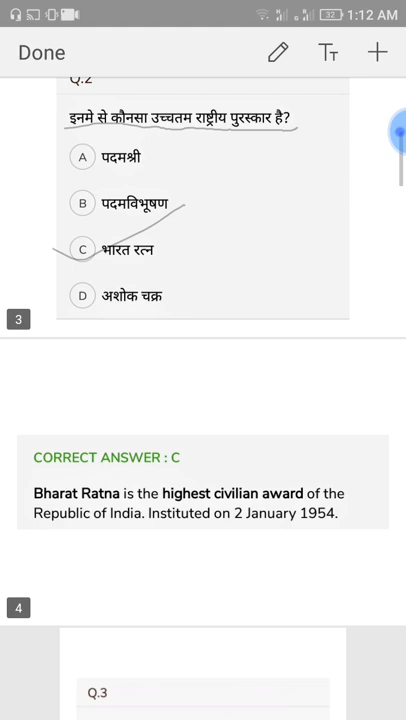 32 1:12 AM
Done
Tт
Q.2
इनमे से कौनसा उच्चतम राष्ट्रीय पुरस्कार है?
A पदमश्री
B पदमविभूषण
C भारत रत्न
D अशोक चक्र
3
CORRECT ANSWER : C
Bharat Ratna is the highest civilian award of the
Republic of India. Instituted on 2 January 1954.
4
Q.3